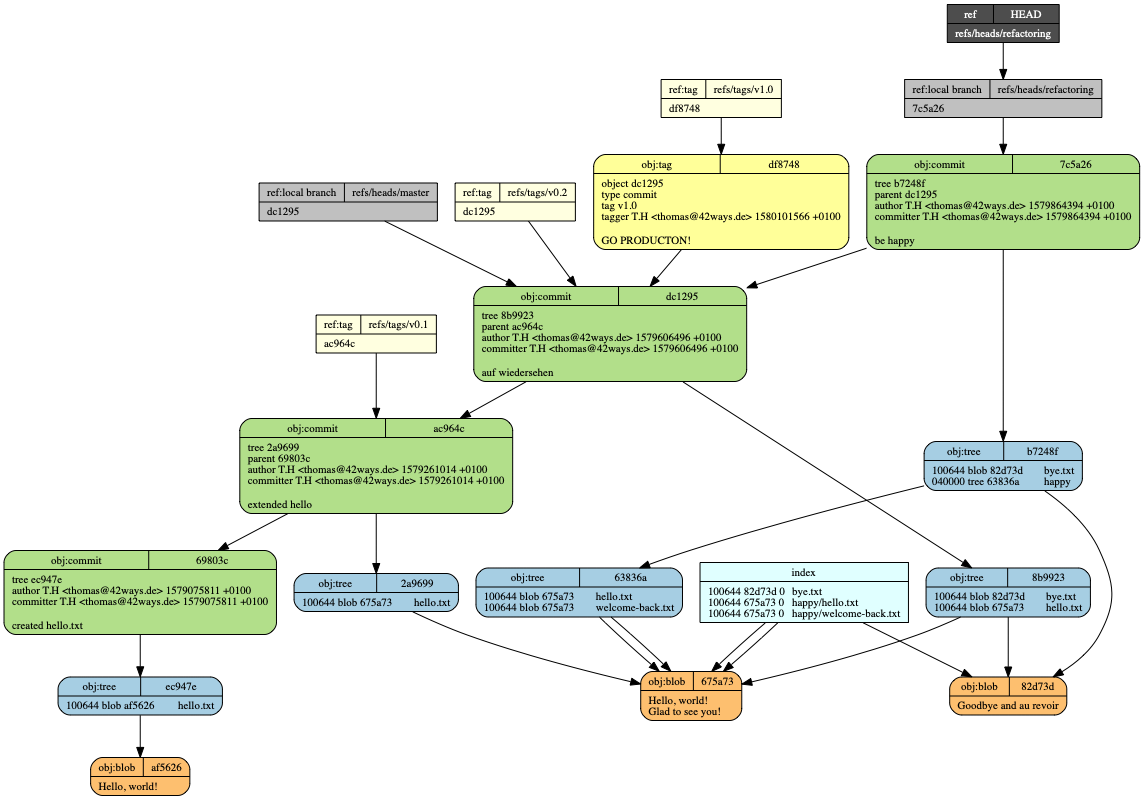 ref HEAD
refs/heads/refactoring
ref:tag refs/tags/v1.0
df8748
ref:local branch refs/heads/refactoring
7c5a26
obj:tag df8748
object dc1295
type commit
tag v1.0
tagger T.H <thomas@42ways.de> 1580101566 +0100
GO PRODUCTON!
obj:commit 7c5a26
tree b7248f
parent dc1295
author T.H <thomas@42ways.de> 1579864394 +0100
committer T.H <thomas@42ways.de> 1579864394 +0100
be happy
ref:local branch refs/heads/master
dc1295
ref:tag refs/tags/v0.2
dc1295
obj:commit dc1295
tree 8b9923
parent ac964c
author T.H <thomas@42ways.de> 1579606496 +0100
committer T.H <thomas@42ways.de> 1579606496 +0100
auf wiedersehen
ref:tag refs/tags/v0.1
ac964c
obj:commit ac964c
tree 2a9699
parent 69803c
author T.H <thomas@42ways.de> 1579261014 +0100
committer T.H <thomas@42ways.de> 1579261014 +0100
extended hello
obj:tree b7248f
100644 blob 82d73d bye.txt
040000 tree 63836a happy
obj:commit 69803c
tree ec947e
author T.H <thomas@42ways.de> 1579075811 +0100
committer T.H <thomas@42ways.de> 1579075811 +0100
created hello.txt
obj:tree 2a9699
100644 blob 675a73 hello.txt
obj:tree 63836a
100644 blob 675a73 hello.txt
100644 blob 675a73 welcome-back.txt
index
100644 82d73d 0 bye.txt
100644 675a73 0 happy/hello.txt
100644 675a73 0 happy/welcome-back.txt
obj:tree 8b9923
100644 blob 82d73d bye.txt
100644 blob 675a73 hello.txt
obj:tree ec947e
100644 blob af5626 hello.txt
obj:blob 675a73
Hello, world!
Glad to see you!
obj:blob 82d73d
Goodbye and au revoir
obj:blob af5626
Hello, world!